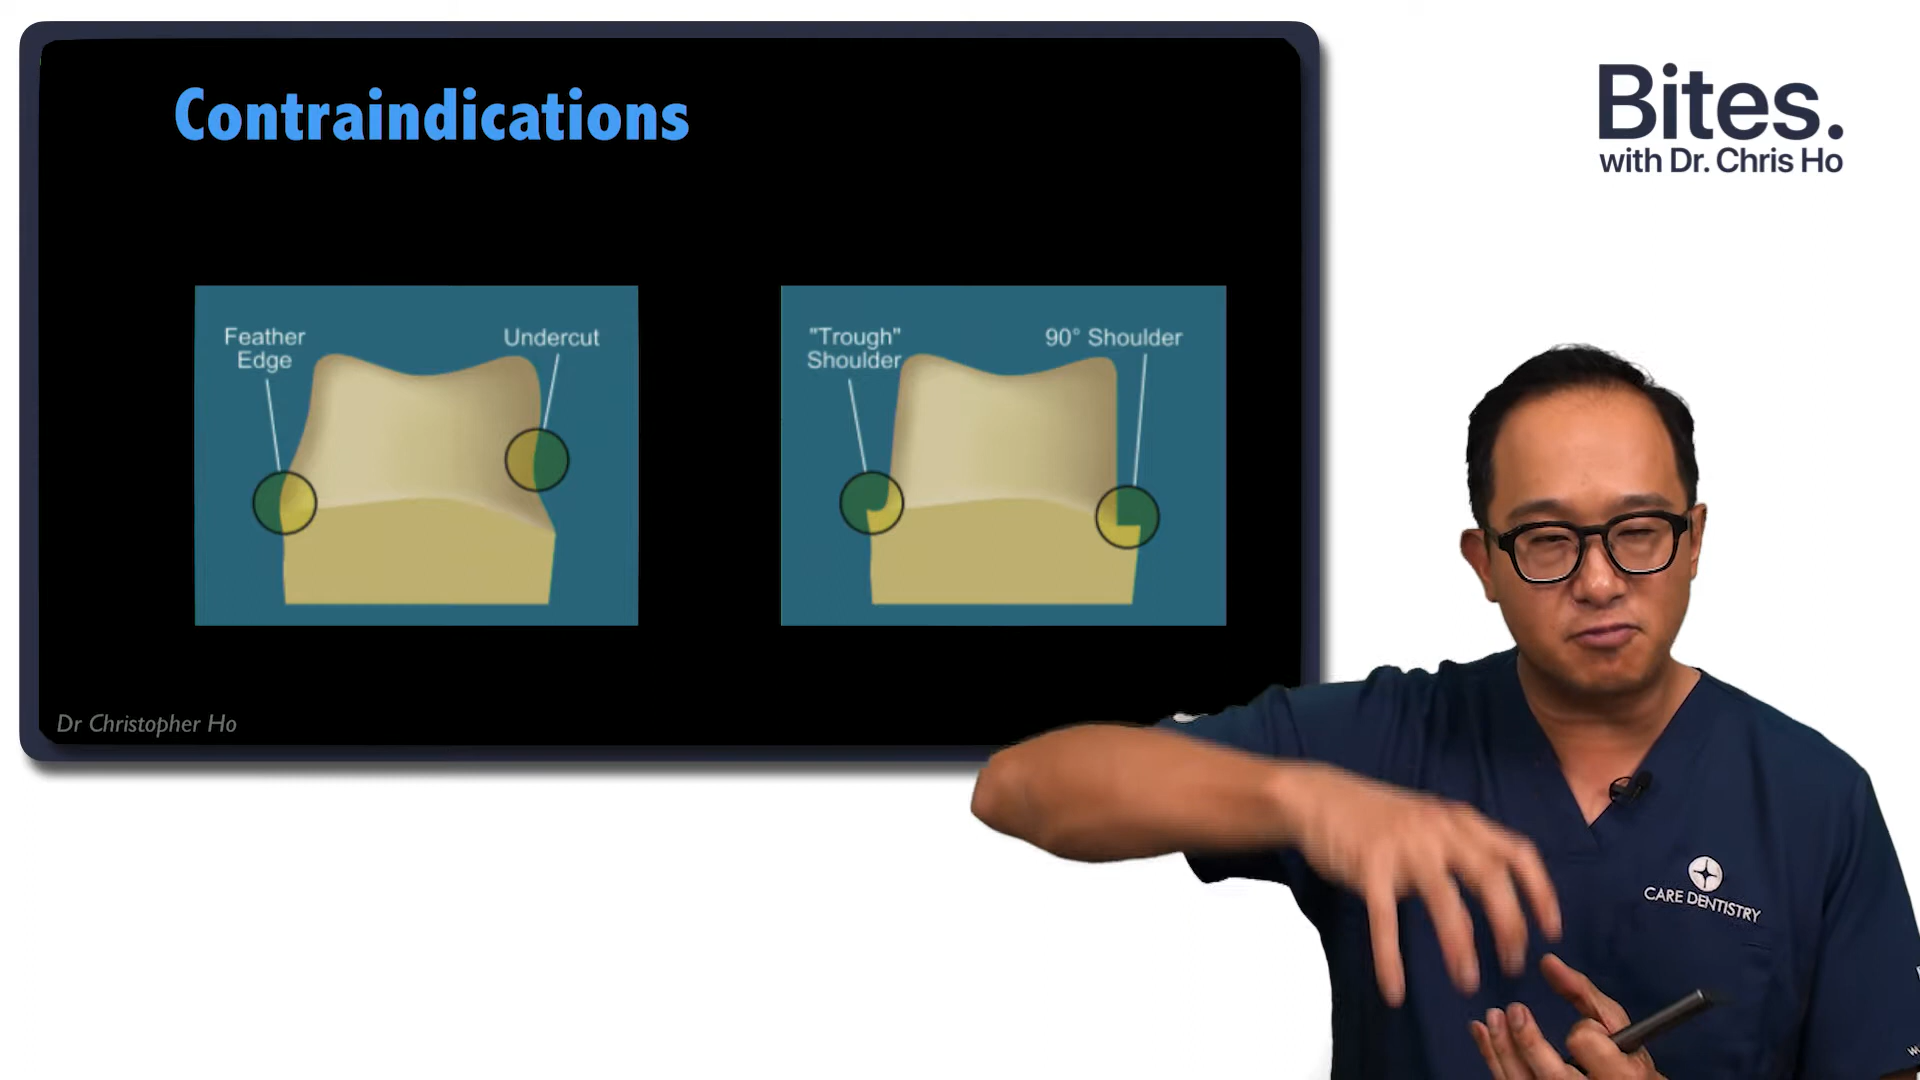 Contraindications
Feather
Edge
Undercut
"Trough"
Shoulder
90° Shoulder
Dr Christopher Ho
Bites.
with Dr. Chris Ho
CARE DENTISTRY